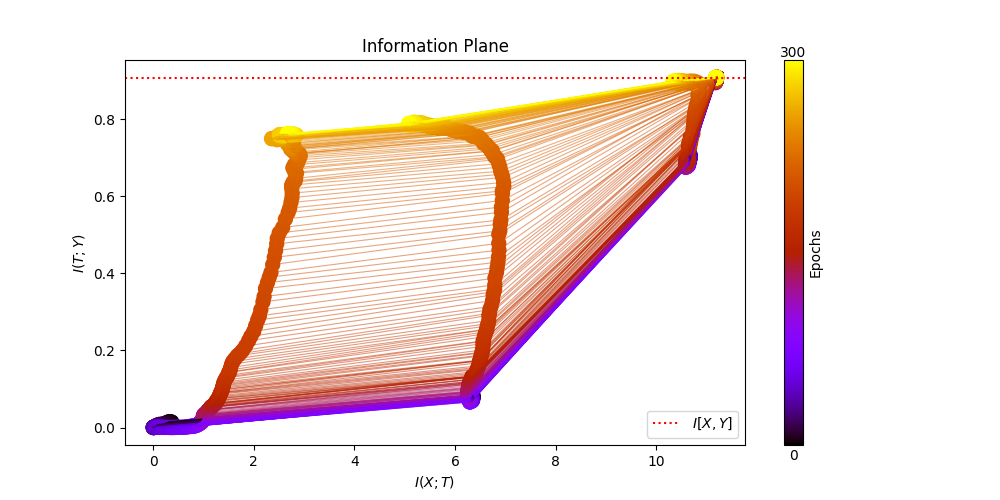 Information Plane
300
0.8
0.6
0.4
0.2
0.0
I(T; Y)
0
2
4
6
8
10
I(X; T)
I[X, Y]
Epochs
0